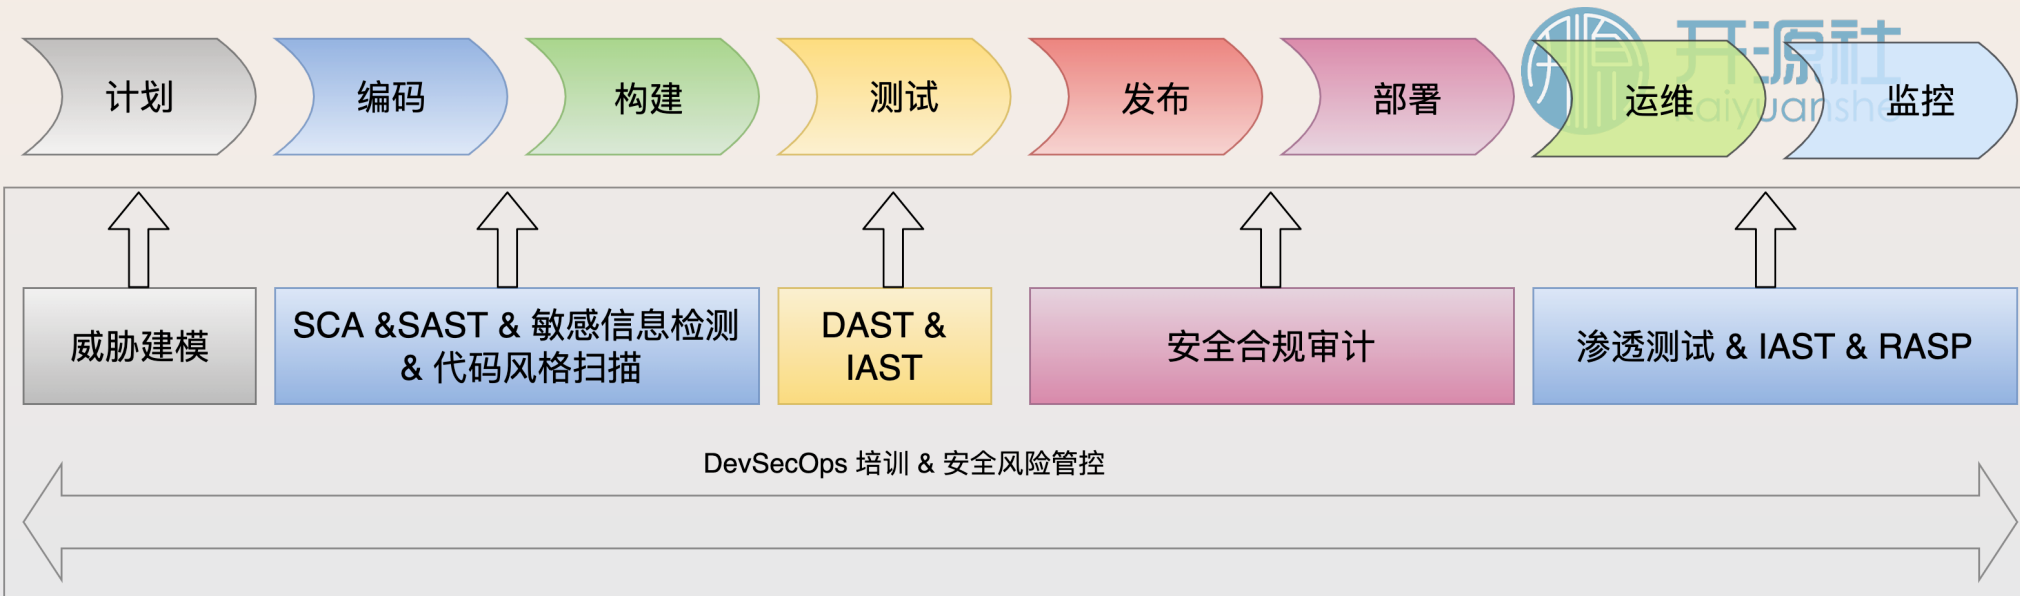 开源社
kaiyuanshe
计划
编码
构建
测试
发布
部署
运维
监控
威胁建模
SCA &SAST & 敏感信息检测
& 代码风格扫描
DAST &
IAST
安全合规审计
渗透测试 & IAST & RASP
DevSecOps 培训 & 安全风险管控